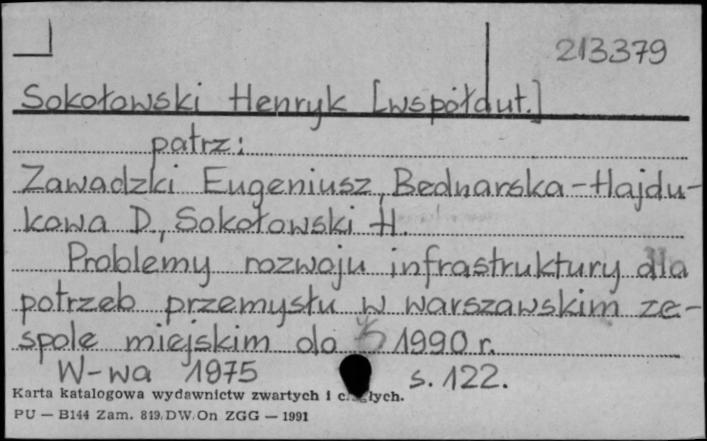 213379
Sokołowski Henryk [współaut.]
patrz:
Zawadzki Eugeniusz, Bednarska-Hajdu-
kowa D., Sokołowski H.
Problemy rozwoju infrastruktury dla
potrzeb przemysłu w warszawskim ze-
spole miejskim do 1990 r.
W-wa 1975 s. 122.
Karta katalogowa wydawnictw zwartych i
PU — B144 Zam. 819.DW.On ZGG — 1991